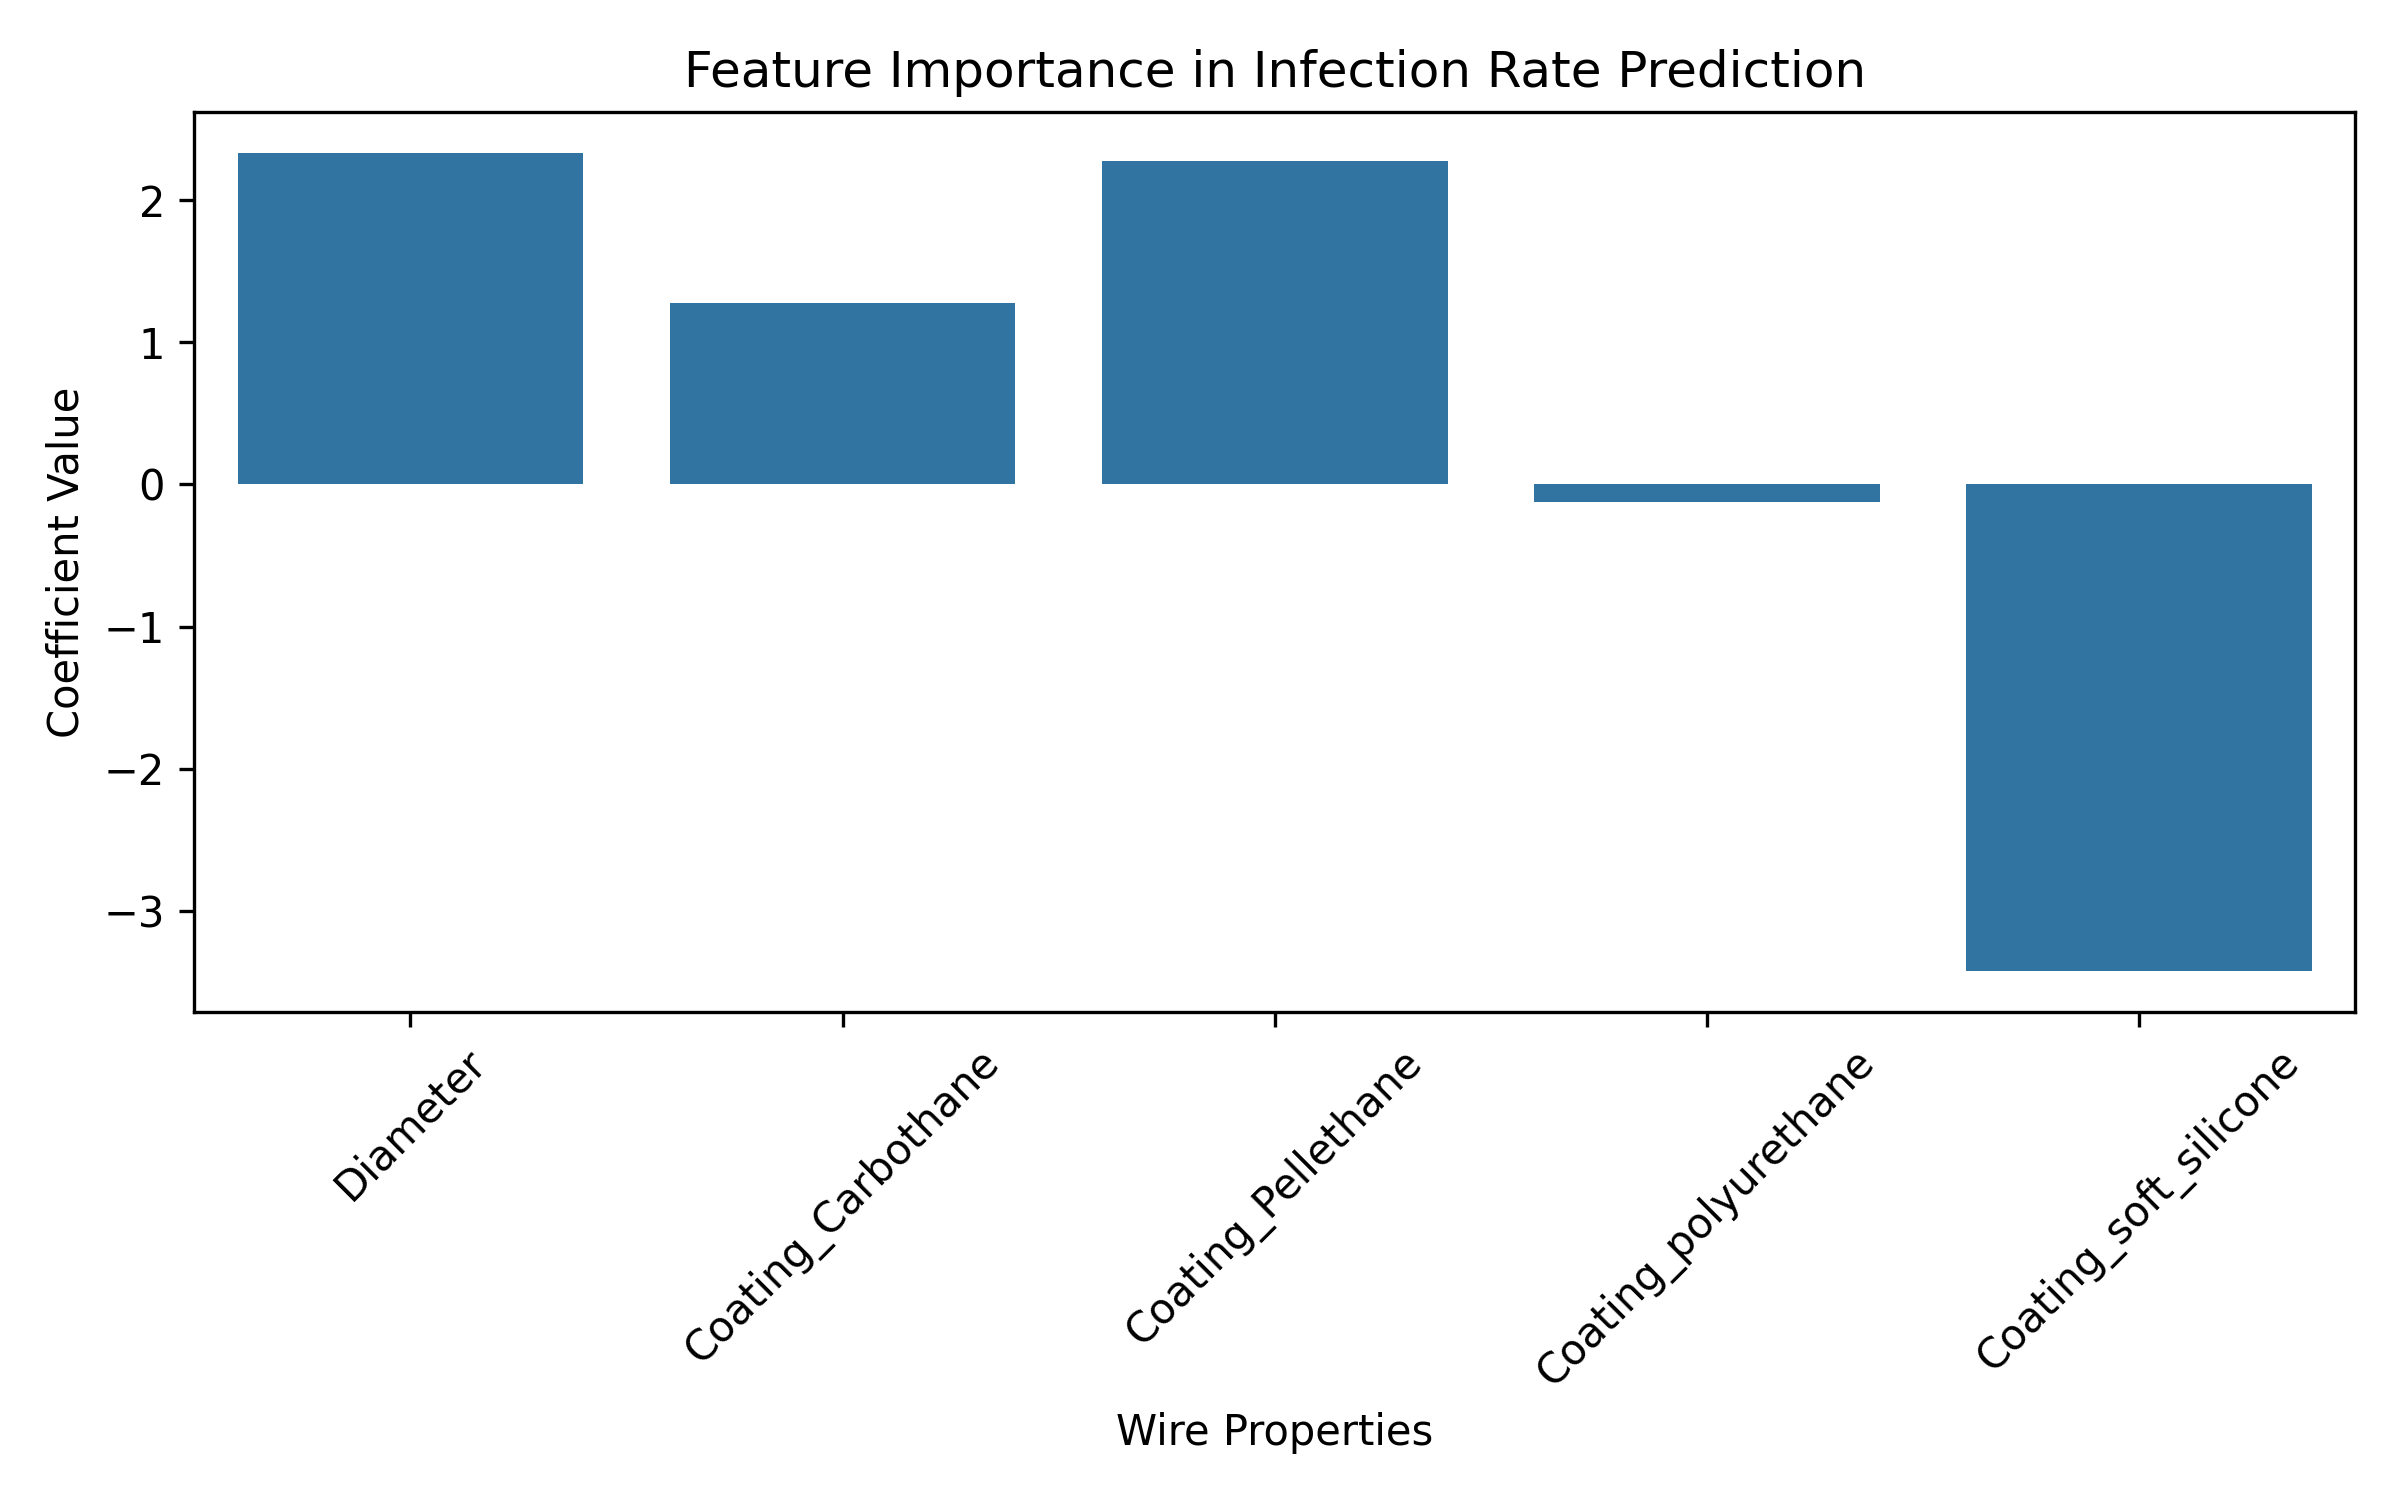 Feature Importance in Infection Rate Prediction
Coefficient Value
2
1
0
−1
−2
−3
Diameter
Coating_Carbothane
Coating_Pellethane
Coating_polyurethane
Coating_soft_silicone
Wire Properties